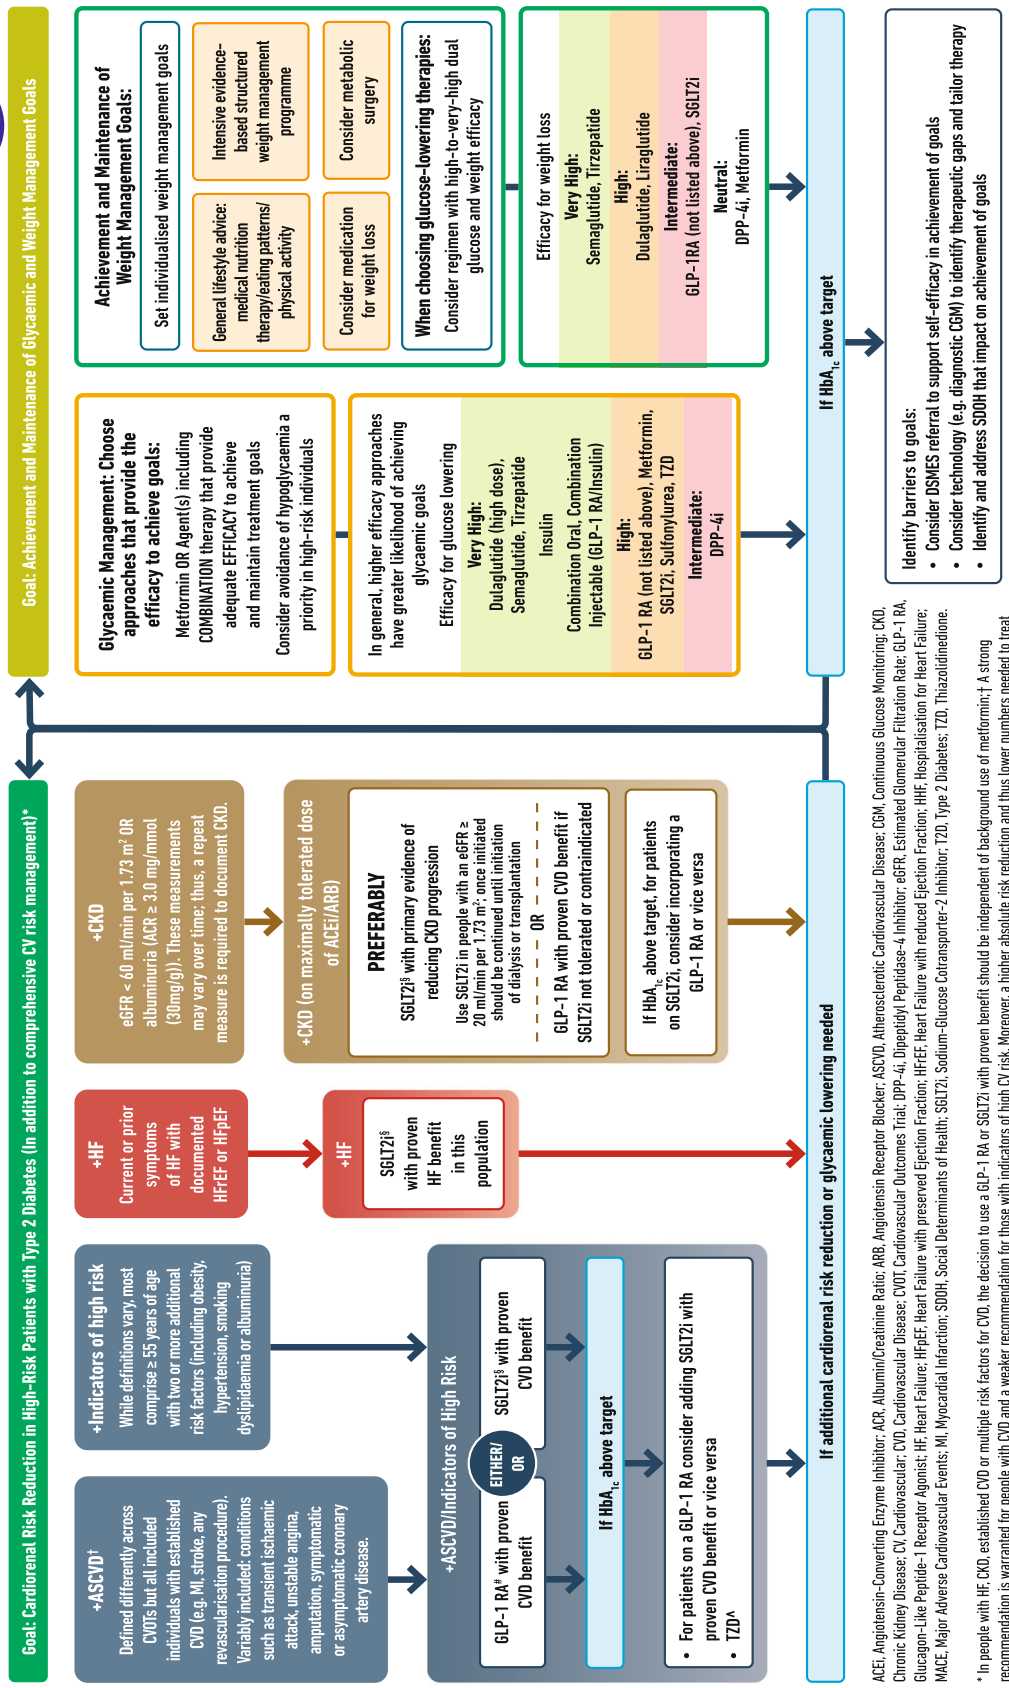 Goal: Cardiorenal Risk Reduction in High-Risk Patients with Type 2 Diabetes (In addition to comprehensive CV risk management)*
+ASCVD†
Defined differently across
CVOTs but all included
individuals with established
CVD (e.g. MI, stroke, any
revascularisation procedure).
Variably included: conditions
such as transient ischaemic
attack, unstable angina,
amputation, symptomatic
or asymptomatic coronary
artery disease.
+Indicators of high risk
While definitions vary, most
comprise ≥ 55 years of age
with two or more additional
risk factors (including obesity,
hypertension, smoking
dyslipidaemia or albuminuria)
+ASCVD/Indicators of High Risk
GLP-1 RA# with proven
CVD benefit
EITHER/
OR
SGLT2i§ with proven
CVD benefit
If HbA1c above target
• For patients on a GLP-1 RA consider adding SGLT2i with
proven CVD benefit or vice versa
• TZD^
+HF
Current or prior
symptoms
of HF with
documented
HFrEF or HFpEF
+HF
SGLT2i§
with proven
HF benefit
in this
population
+CKD
eGFR < 60 ml/min per 1.73 m² OR
albuminuria (ACR ≥ 3.0 mg/mmol
(30mg/g)). These measurements
may vary over time; thus, a repeat
measure is required to document CKD.
+CKD (on maximally tolerated dose
of ACEi/ARB)
PREFERABLY
SGLT2i§ with primary evidence of
reducing CKD progression
Use SGLT2i in people with an eGFR ≥
20 ml/min per 1.73 m²; once initiated
should be continued until initiation
of dialysis or transplantation
OR
GLP-1 RA with proven CVD benefit if
SGLT2i not tolerated or contraindicated
If HbA1c above target, for patients
on SGLT2i, consider incorporating a
GLP-1 RA or vice versa
If additional cardiorenal risk reduction or glycaemic lowering needed
Goal: Achievement and Maintenance of Glycaemic and Weight Management Goals
Glycaemic Management: Choose
approaches that provide the
efficacy to achieve goals:
Metformin OR Agent(s) including
COMBINATION therapy that provide
adequate EFFICACY to achieve
and maintain treatment goals
Consider avoidance of hypoglycaemia a
priority in high-risk individuals
In general, higher efficacy approaches
have greater likelihood of achieving
glycaemic goals
Efficacy for glucose lowering
Very High:
Dulaglutide (high dose),
Semaglutide, Tirzepatide
Insulin
Combination Oral, Combination
Injectable (GLP-1 RA/Insulin)
High:
GLP-1 RA (not listed above), Metformin,
SGLT2i, Sulfonylurea, TZD
Intermediate:
DPP-4i
Achievement and Maintenance of
Weight Management Goals:
Set individualised weight management goals
General lifestyle advice:
medical nutrition
therapy/eating patterns/
physical activity
Intensive evidence-
based structured
weight management
programme
Consider medication
for weight loss
Consider metabolic
surgery
When choosing glucose-lowering therapies:
Consider regimen with high-to-very-high dual
glucose and weight efficacy
Efficacy for weight loss
Very High:
Semaglutide, Tirzepatide
High:
Dulaglutide, Liraglutide
Intermediate:
GLP-1RA (not listed above), SGLT2i
Neutral:
DPP-4i, Metformin
If HbA1c above target
Identify barriers to goals:
• Consider DSMES referral to support self-efficacy in achievement of goals
• Consider technology (e.g. diagnostic CGM) to identify therapeutic gaps and tailor therapy
• Identify and address SDOH that impact on achievement of goals
ACEi, Angiotensin-Converting Enzyme Inhibitor; ACR, Albumin/Creatinine Ratio; ARB, Angiotensin Receptor Blocker; ASCVD, Atherosclerotic Cardiovascular Disease; CGM, Continuous Glucose Monitoring; CKD,
Chronic Kidney Disease; CV, Cardiovascular; CVD, Cardiovascular Disease; CVOT, Cardiovascular Outcomes Trial; DPP-4i, Dipeptidyl Peptidase-4 Inhibitor; eGFR, Estimated Glomerular Filtration Rate; GLP-1 RA,
Glucagon-Like Peptide-1 Receptor Agonist; HF, Heart Failure; HFpEF, Heart Failure with preserved Ejection Fraction; HFrEF, Heart Failure with reduced Ejection Fraction; HHF, Hospitalisation for Heart Failure;
MACE, Major Adverse Cardiovascular Events; MI, Myocardial Infarction; SDOH, Social Determinants of Health; SGLT2i, Sodium-Glucose Cotransporter-2 Inhibitor; T2D, Type 2 Diabetes; TZD, Thiazolidinedione.
* In people with HF, CKD, established CVD or multiple risk factors for CVD, the decision to use a GLP-1 RA or SGLT2i with proven benefit should be independent of background use of metformin;† A strong
recommendation is warranted for people with CVD and a weaker recommendation for those with indicators of high CV risk. Moreover, a higher absolute risk reduction and thus lower numbers needed to treat